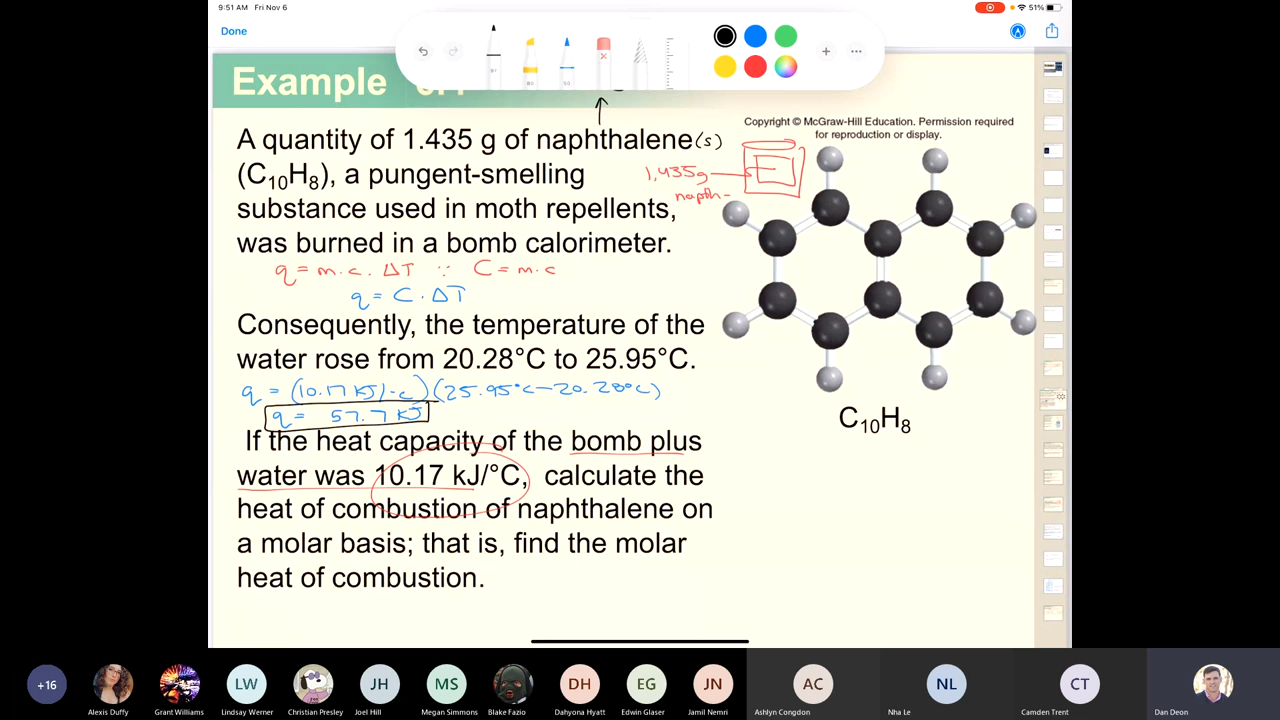 9:51 AM Fri Nov 6
51%
Done
Example
A quantity of 1.435 g of naphthalene(s)
(C10H8), a pungent-smelling
substance used in moth repellents,
was burned in a bomb calorimeter.
q = m.c. ΔT ∵ C = m.c
q = C . ΔT
Consequently, the temperature of the
water rose from 20.28°C to 25.95°C.
q = (10.17 KJ/°C)(25.95°C-20.28°C)
q = 57.7 KJ
If the heat capacity of the bomb plus
water was 10.17 kJ/°C, calculate the
heat of combustion of naphthalene on
a molar basis; that is, find the molar
heat of combustion.
Copyright © McGraw-Hill Education. Permission required
for reproduction or display.
1.435g
napth-
C10H8
+16
LW
JH
MS
DH
EG
JN
AC
NL
CT
Alexis Duffy
Grant Williams
Lindsay Werner
Christian Presley
Joel Hill
Megan Simmons
Blake Fazio
Dahyona Hyatt
Edwin Glaser
Jamil Nemri
Ashlyn Congdon
Nha Le
Camden Trent
Dan Deon